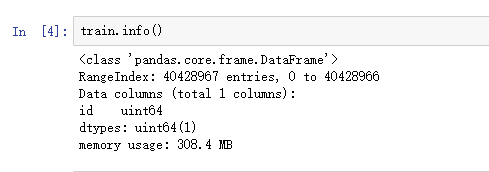 In [4]: train.info()
<class 'pandas.core.frame.DataFrame'>
RangeIndex: 40428967 entries, 0 to 40428966
Data columns (total 1 columns):
id    uint64
dtypes: uint64(1)
memory usage: 308.4 MB